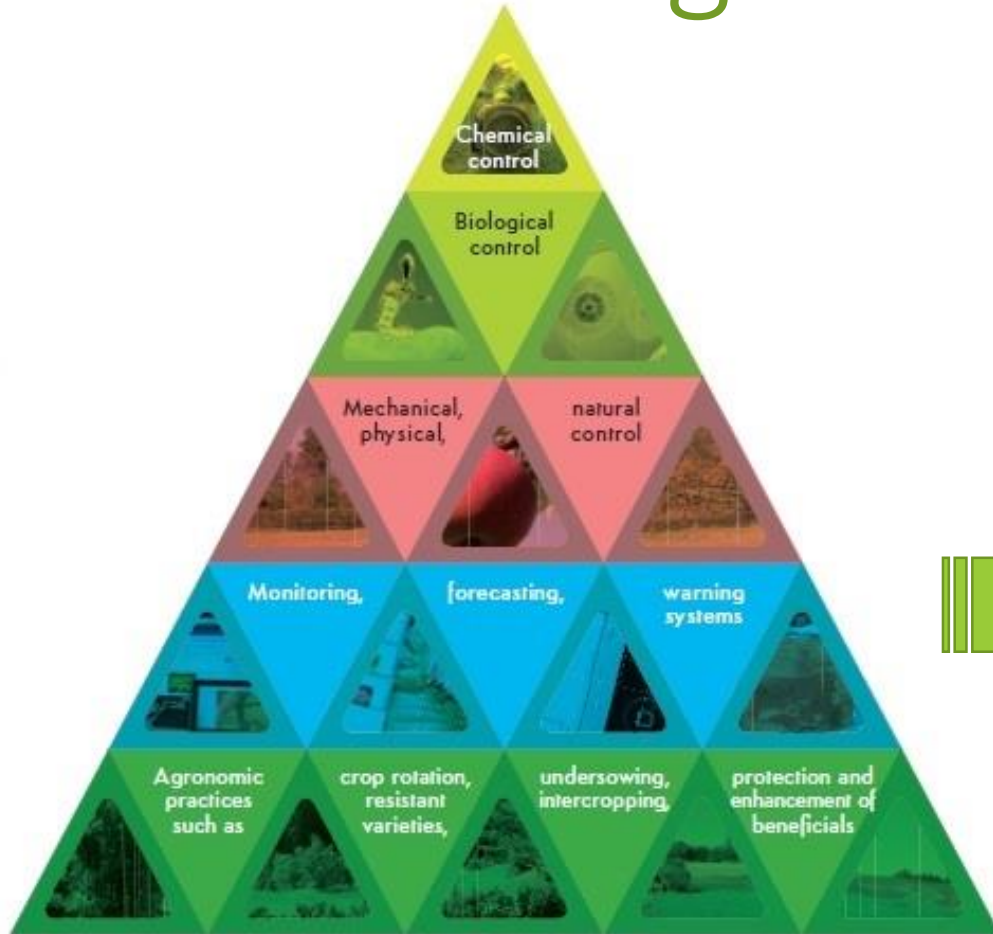 Chemical
control
Biological
control
Mechanical,
physical,
natural
control
Monitoring,
forecasting,
warning
systems
Agronomic
practices
such as
crop rotation,
resistant
varieties,
undersowing,
intercropping,
protection and
enhancement of
beneficials